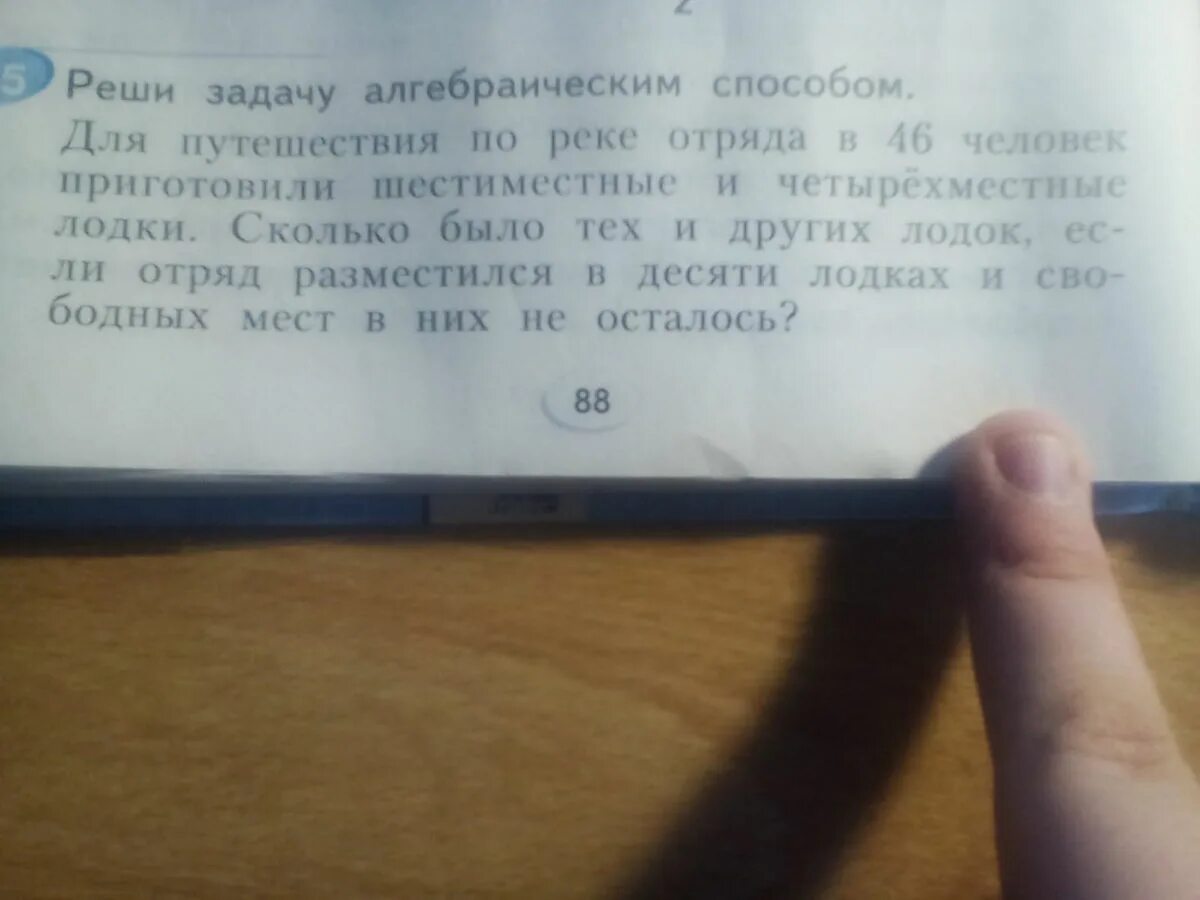 5 Реши задачу алгебраическим способом.
Для путешествия по реке отряда в 46 человек
приготовили шестиместные и четырёхместные
лодки. Сколько было тех и других лодок, ес-
ли отряд разместился в десяти лодках и сво-
бодных мест в них не осталось?
88